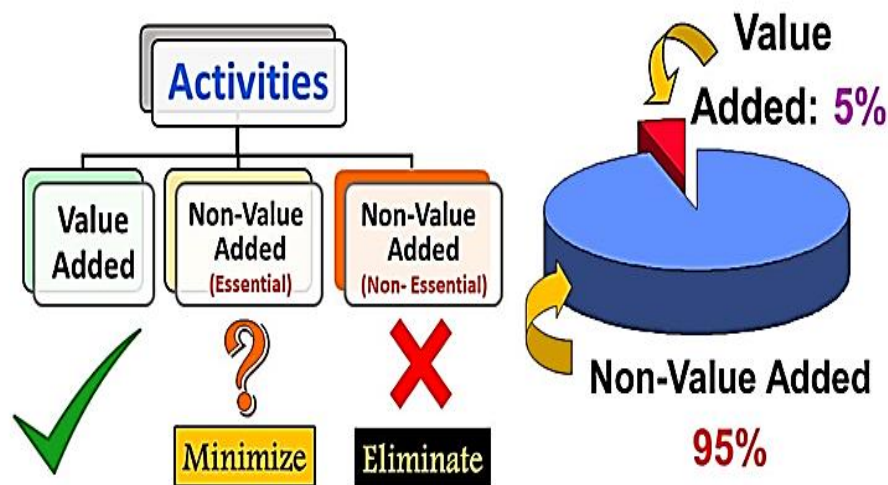 Activities
Value
Added
Non-Value
Added
(Essential)
Non-Value
Added
(Non- Essential)
?
Minimize
Eliminate
Value
Added: 5%
Non-Value Added
95%